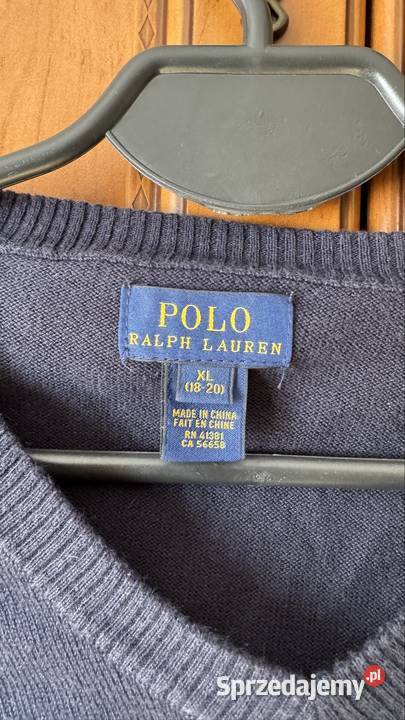 POLO
RALPH LAUREN
XL
(18-20)
MADE IN CHINA
FAIT EN CHINE
RN 41381
CA 56658
Sprzedajemy.pl